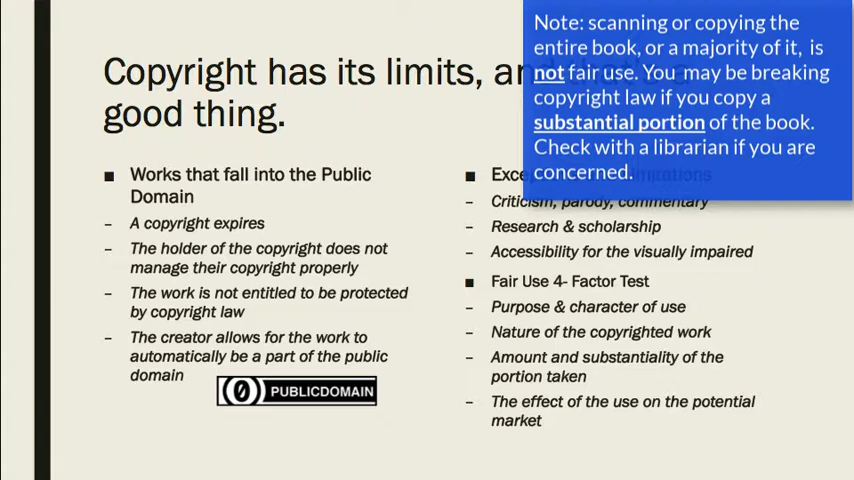 Note: scanning or copying the
entire book, or a majority of it, is
not fair use. You may be breaking
copyright law if you copy a
substantial portion of the book.
Check with a librarian if you are
concerned.
Copyright has its limits, and that's a
good thing.
■ Works that fall into the Public
Domain
– A copyright expires
– The holder of the copyright does not
manage their copyright properly
– The work is not entitled to be protected
by copyright law
– The creator allows for the work to
automatically be a part of the public
domain
PUBLICDOMAIN
■ Limitations
– Criticism, parody, commentary
– Research & scholarship
– Accessibility for the visually impaired
■ Fair Use 4- Factor Test
– Purpose & character of use
– Nature of the copyrighted work
– Amount and substantiality of the
portion taken
– The effect of the use on the potential
market